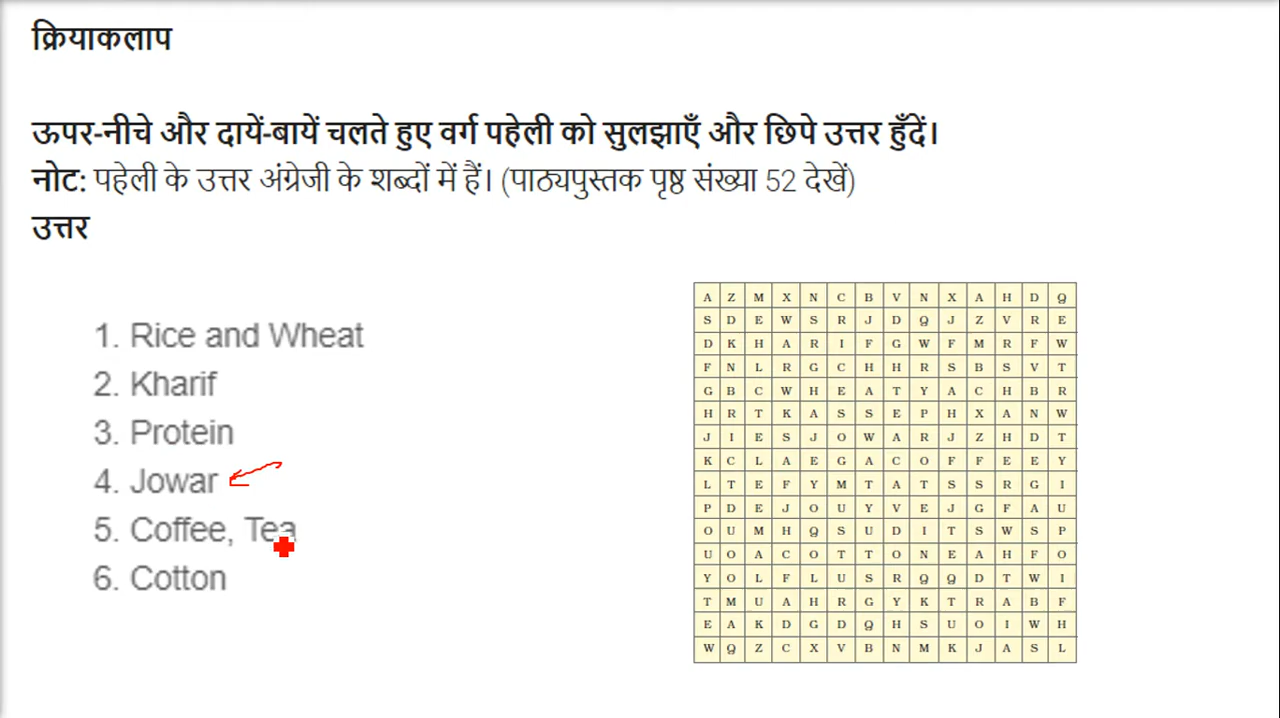 क्रियाकलाप
ऊपर-नीचे और दायें-बायें चलते हुए वर्ग पहेली को सुलझाएँ और छिपे उत्तर ढूँढें।
नोट: पहेली के उत्तर अंग्रेजी के शब्दों में हैं। (पाठ्यपुस्तक पृष्ठ संख्या 52 देखें)
उत्तर
1. Rice and Wheat
2. Kharif
3. Protein
4. Jowar
5. Coffee, Tea
6. Cotton
A Z M X N C B V N X A H D Q
S D E W S R J D Q J Z V R E
D K H A R I F G W F M R F W
F N L R G C H H R S B S V T
G B C W H E A T Y A C H B R
H R T K A S S E P H X A N W
J I E S J O W A R J Z H D T
K C L A E G A C O F F E E Y
L T E F Y M T A T S S R G I
P D E J O U Y V E J G F A U
O U M H Q S U D I T S W S P
U O A C O T T O N E A H F O
Y O L F L U S R Q Q D T W I
T M U A H R G Y K T R A B F
E A K D G D Q H S U O I W H
W Q Z C X V B N M K J A S L